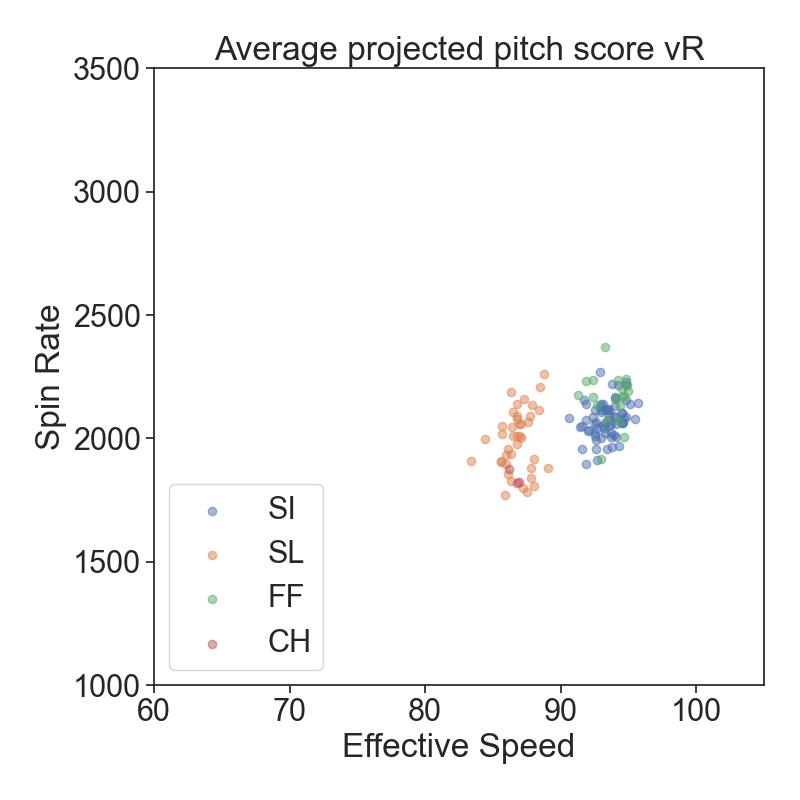 Average projected pitch score vR
3500
3000
2500
2000
1500
1000
Spin Rate
SI
SL
FF
CH
60 70 80 90 100
Effective Speed